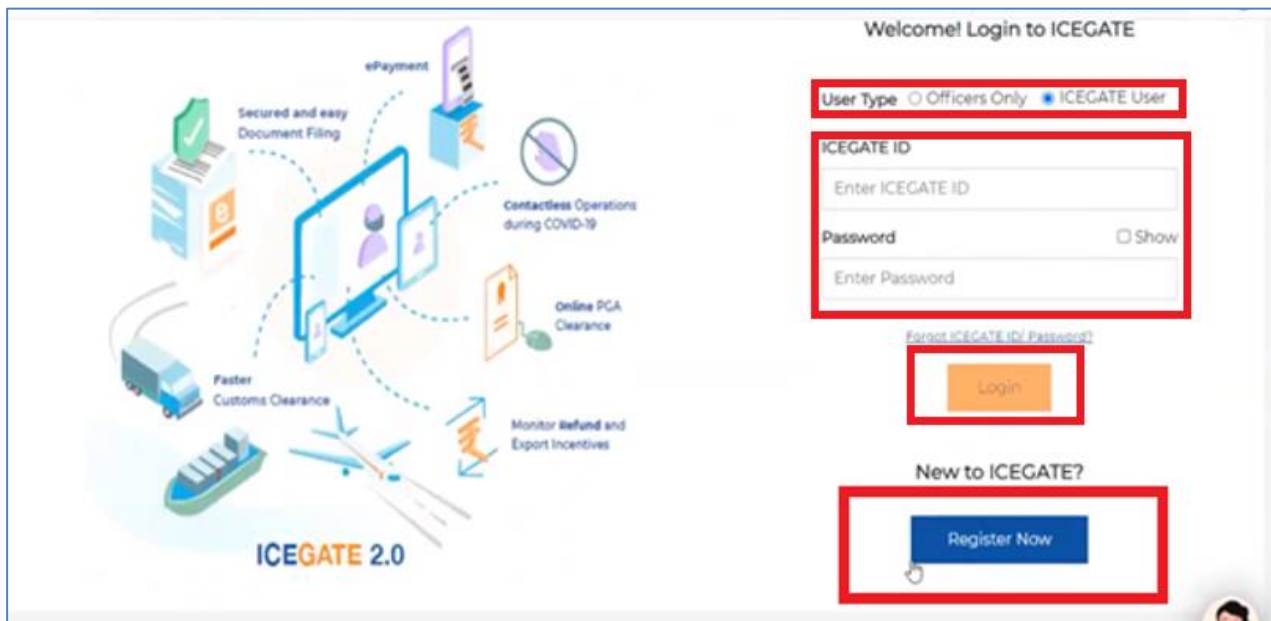 Welcome! Login to ICEGATE
ePayment
Secured and easy
Document Filing
Contactless Operations
during COVID-19
Online PGA
Clearance
Faster
Customs Clearance
Monitor Refund and
Export Incentives
ICEGATE 2.0
User Type Officers Only ICEGATE User
ICEGATE ID
Enter ICEGATE ID
Password Show
Enter Password
Forgot ICEGATE ID/ Password?
Login
New to ICEGATE?
Register Now